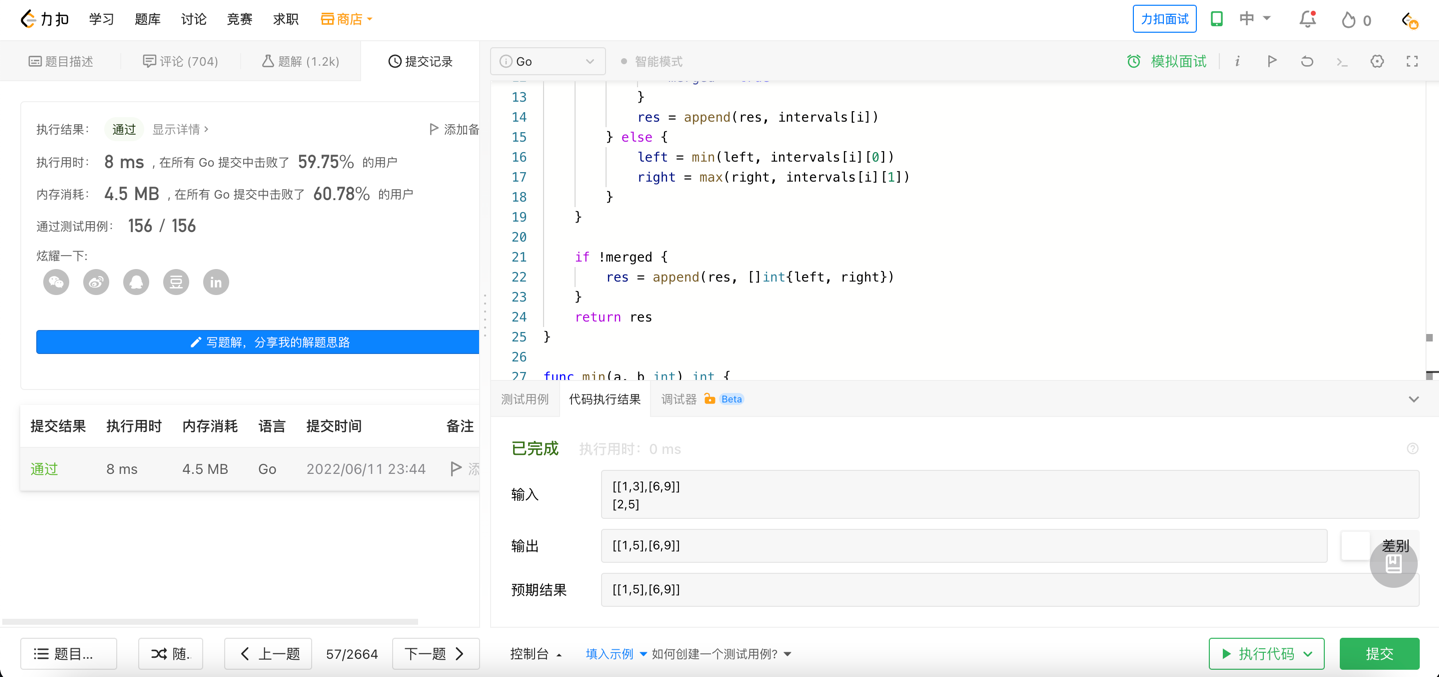 力扣 学习 题库 讨论 竞赛 求职 商店 力扣面试 中 0
题目描述 评论 (704) 题解 (1.2k) 提交记录 Go 智能模式 模拟面试
执行结果： 通过 显示详情 › 添加备
执行用时： 8 ms , 在所有 Go 提交中击败了 59.75% 的用户
内存消耗： 4.5 MB , 在所有 Go 提交中击败了 60.78% 的用户
通过测试用例： 156 / 156
炫耀一下:
豆 in
写题解，分享我的解题思路
提交结果 执行用时 内存消耗 语言 提交时间 备注
通过 8 ms 4.5 MB Go 2022/06/11 23:44
13 }
14 res = append(res, intervals[i])
15 } else {
16 left = min(left, intervals[i][0])
17 right = max(right, intervals[i][1])
18 }
19 }
20
21 if !merged {
22 res = append(res, []int{left, right})
23 }
24 return res
25 }
26
27 func min(a, b int) int {
测试用例 代码执行结果 调试器 Beta
已完成 执行用时：0 ms
输入 [[1,3],[6,9]]
[2,5]
输出 [[1,5],[6,9]] 差别
预期结果 [[1,5],[6,9]]
题目... 随. 上一题 57/2664 下一题 控制台 填入示例 如何创建一个测试用例? 执行代码 提交